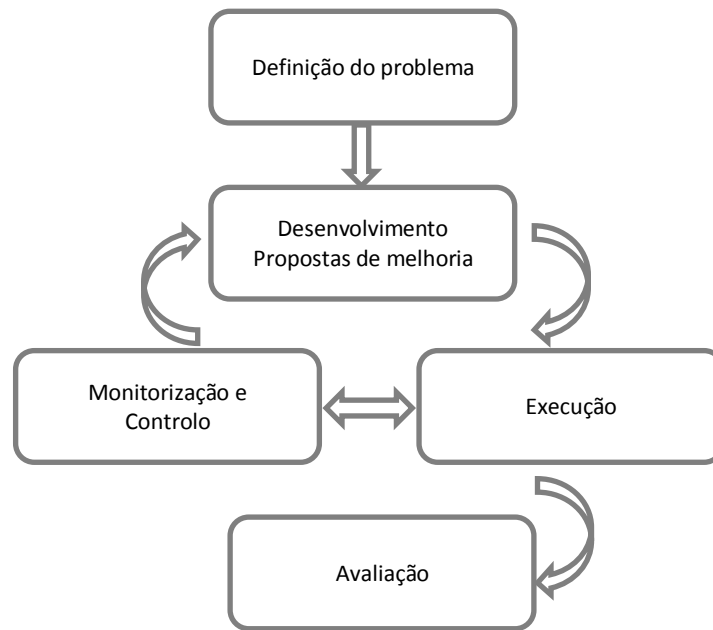 Definição do problema
Desenvolvimento
Propostas de melhoria
Monitorização e
Controlo
Execução
Avaliação